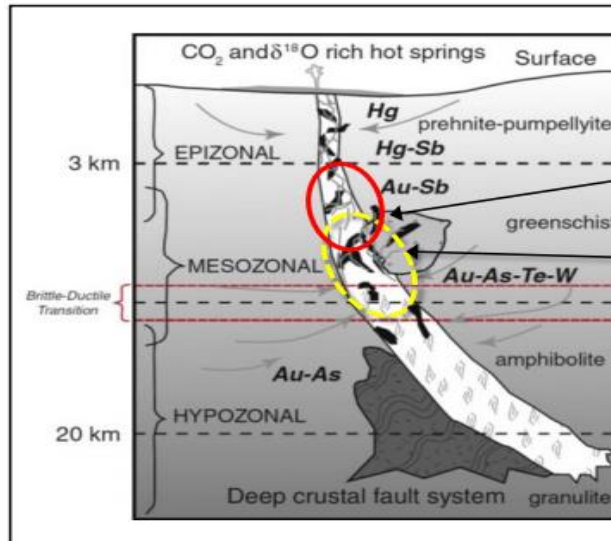 CO2 and δ18O rich hot springs
Surface
Hg
prehnite-pumpellyite
EPIZONAL
Hg-Sb
3 km
Au-Sb
greenschis
MESOZONAL
Au-As-Te-W
Brittle-Ductile
Transition
amphibolite
Au-As
HYPOZONAL
20 km
Deep crustal fault system
granulite